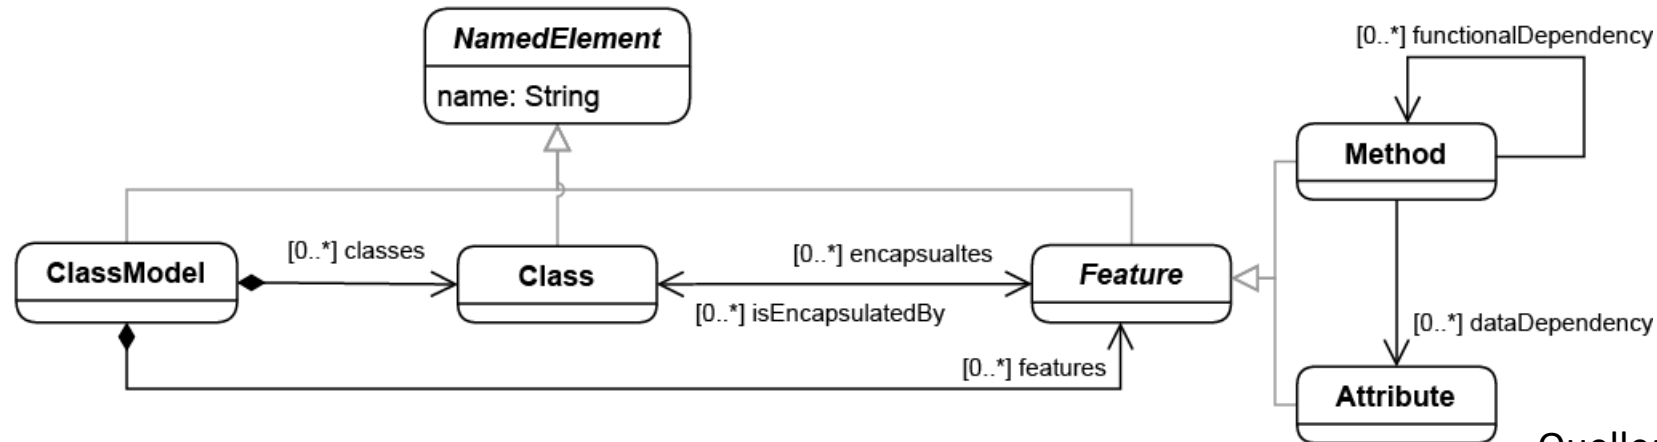 NamedElement
name: String
[0..*] functionalDependency
Method
ClassModel
[0..*] classes
Class
[0..*] encapsualtes
[0..*] isEncapsulatedBy
Feature
[0..*] features
[0..*] dataDependency
Attribute